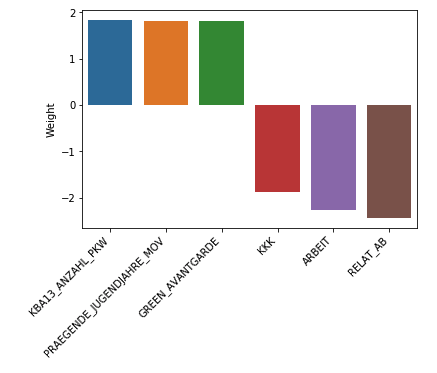 2
1
0
−1
−2
Weight
KBA13_ANZAHL_PKW
PRAEGENDE_JUGENDJAHRE_MOV
GREEN_AVANTGARDE
KKK
ARBEIT
RELAT_AB